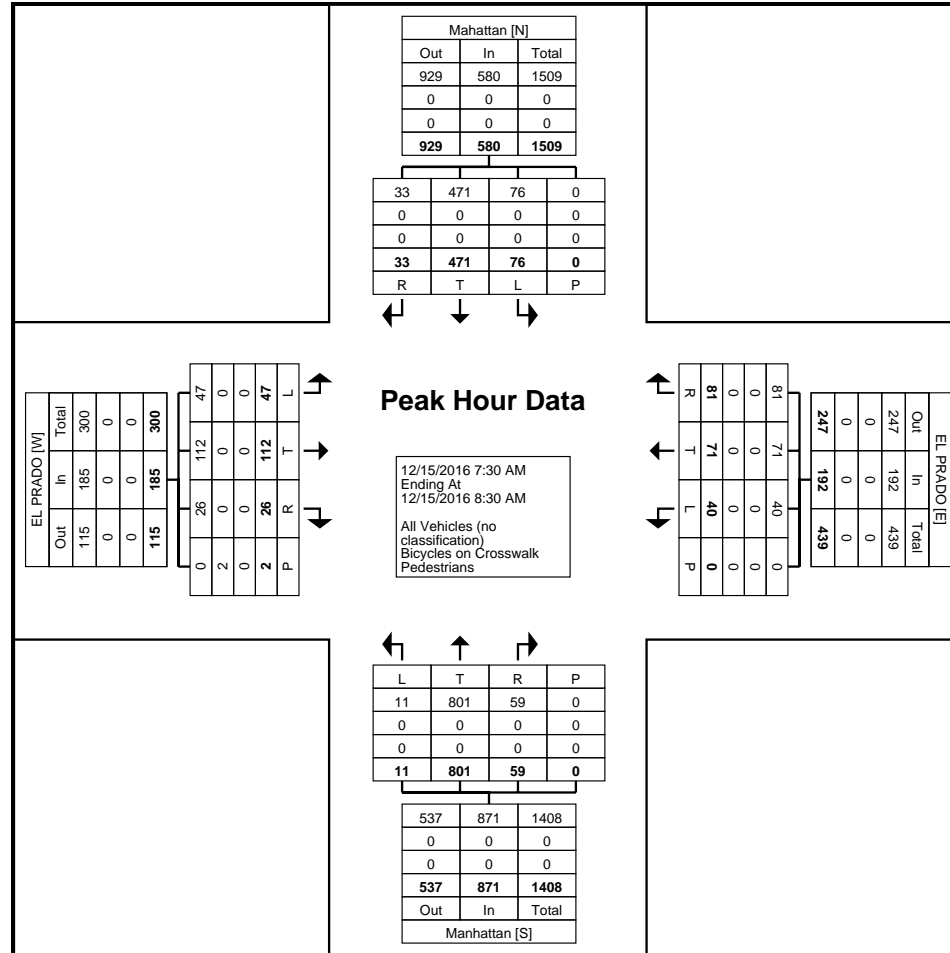 Mahattan [N]
Out In Total
929 580 1509
0 0 0
0 0 0
929 580 1509
33 471 76 0
0 0 0 0
0 0 0 0
33 471 76 0
R T L P
Peak Hour Data
12/15/2016 7:30 AM
Ending At
12/15/2016 8:30 AM
All Vehicles (no
classification)
Bicycles on Crosswalk
Pedestrians
EL PRADO [W]
Out In Total
115 185 300
0 0 0
0 0 0
115 185 300
47 112 26 0
0 0 0 2
0 0 0 0
47 112 26 2
L T R P
EL PRADO [E]
Out In Total
247 192 439
0 0 0
0 0 0
247 192 439
81 71 40 0
0 0 0 0
0 0 0 0
81 71 40 0
R T L P
L T R P
11 801 59 0
0 0 0 0
0 0 0 0
11 801 59 0
537 871 1408
0 0 0
0 0 0
537 871 1408
Out In Total
Manhattan [S]